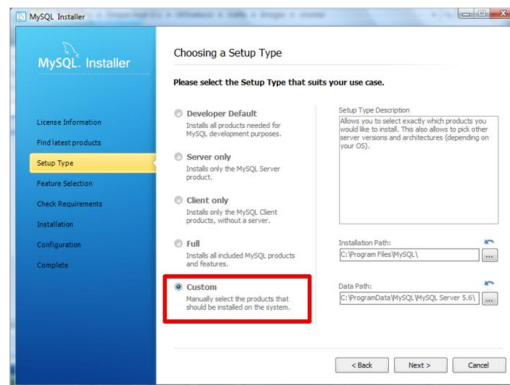 MySQL Installer
MySQL. Installer
License Information
Find latest products
Setup Type
Feature Selection
Check Requirements
Installation
Configuration
Complete
Choosing a Setup Type
Please select the Setup Type that suits your use case.
Developer Default
Installs all products needed for
MySQL development purposes.
Server only
Installs only the MySQL Server
product.
Client only
Installs only the MySQL Client
products, without a server.
Full
Installs all included MySQL products
and features.
Custom
Manually select the products that
should be installed on the system.
Setup Type Description
Allows you to select exactly which products you
would like to install. This also allows to pick other
server versions and architectures (depending on
your OS).
Installation Path:
C:\Program Files\MySQL\
...
Data Path:
C:\ProgramData\MySQL\MySQL Server 5.6\
...
< Back
Next >
Cancel